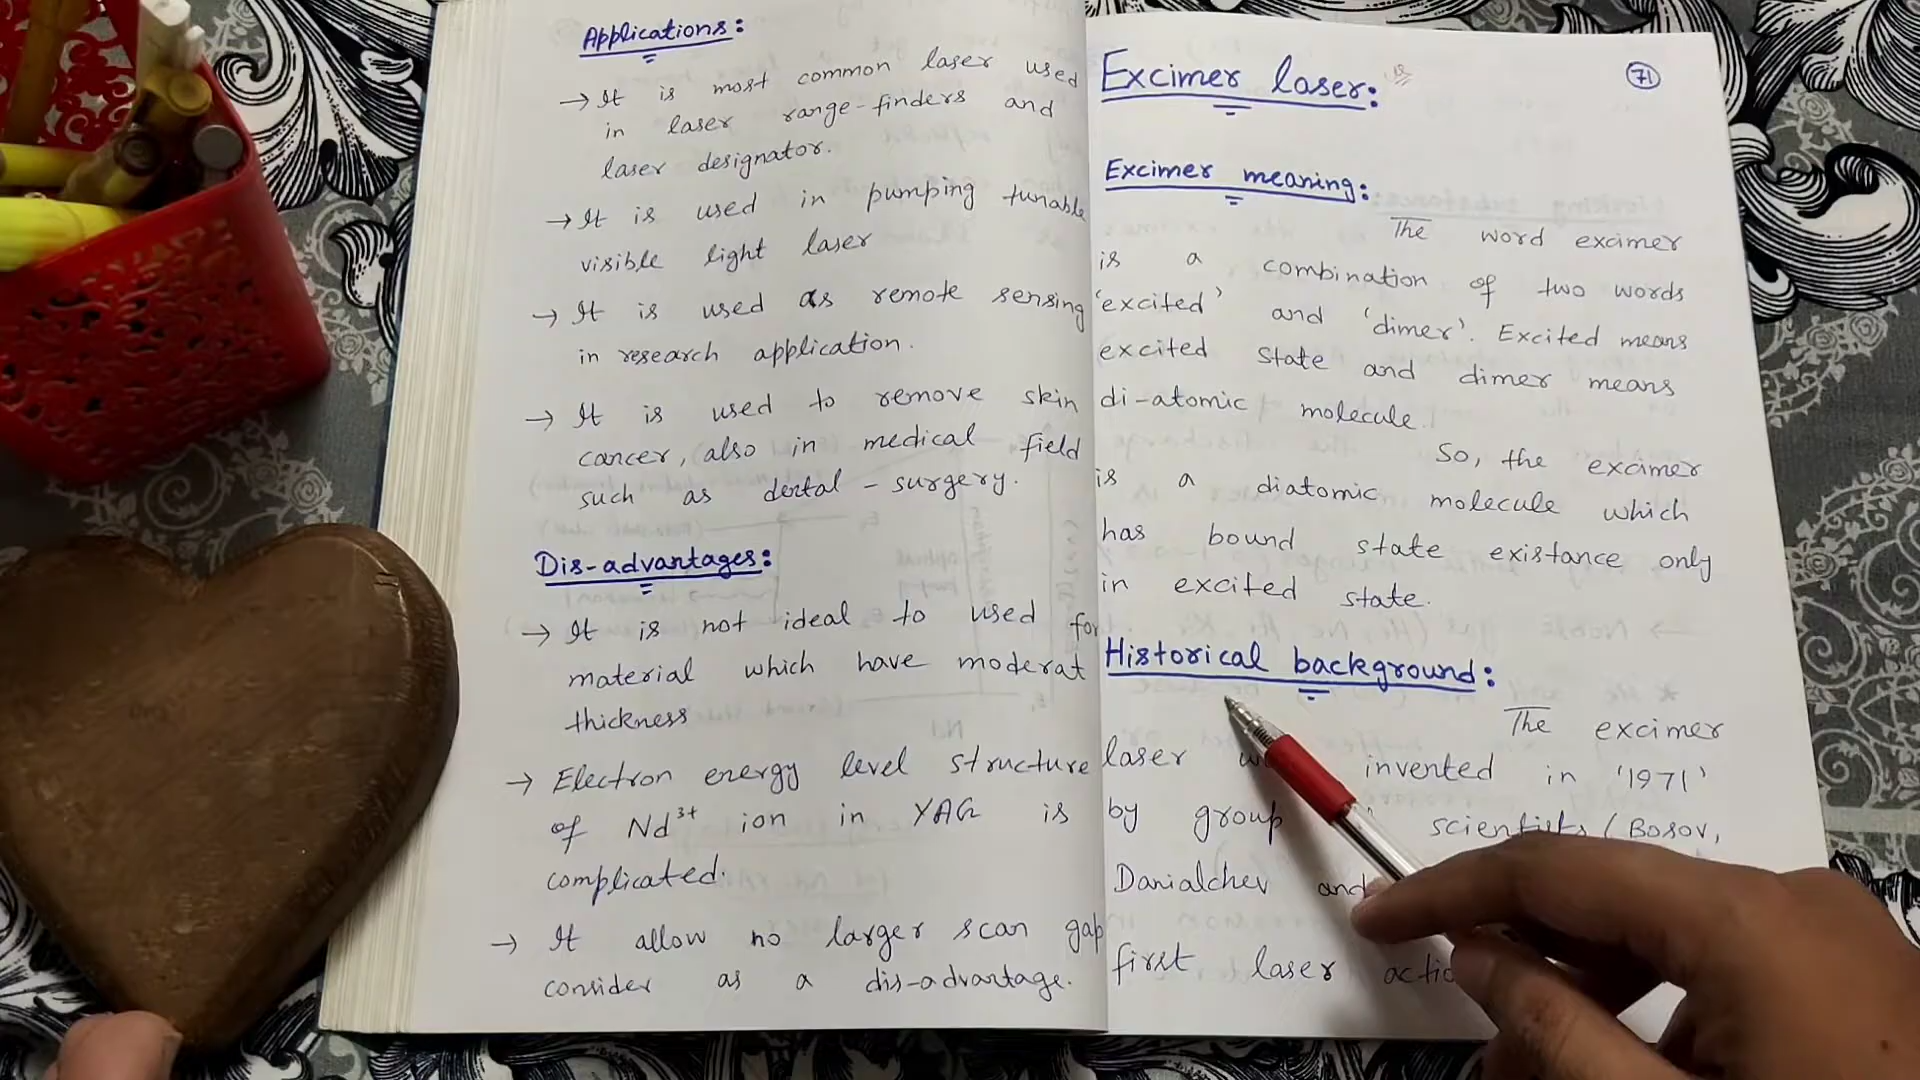 Applications:
→ It is most common laser used
in laser range-finders and
laser designator.
→ It is used in pumping tunable
visible light laser
→ It is used as remote sensing
in research application.
→ It is used to remove skin
cancer, also in medical field
such as dental-surgery.
Dis-advantages:
→ It is not ideal to used for
material which have moderat
thickness
→ Electron energy level structure
of Nd³⁺ ion in YAG is
complicated.
→ It allow no larger scan gap
consider as a dis-advantage.
71
Excimer laser:
Excimer meaning:
The word excimer
is a combination of two words
'excited' and 'dimer'. Excited means
excited state and dimer means
di-atomic molecule.
So, the excimer
is a diatomic molecule which
has bound state existance only
in excited state.
Historical background:
The excimer
laser invented in '1971'
by group scientists (Bosov,
Danialchev and
first laser